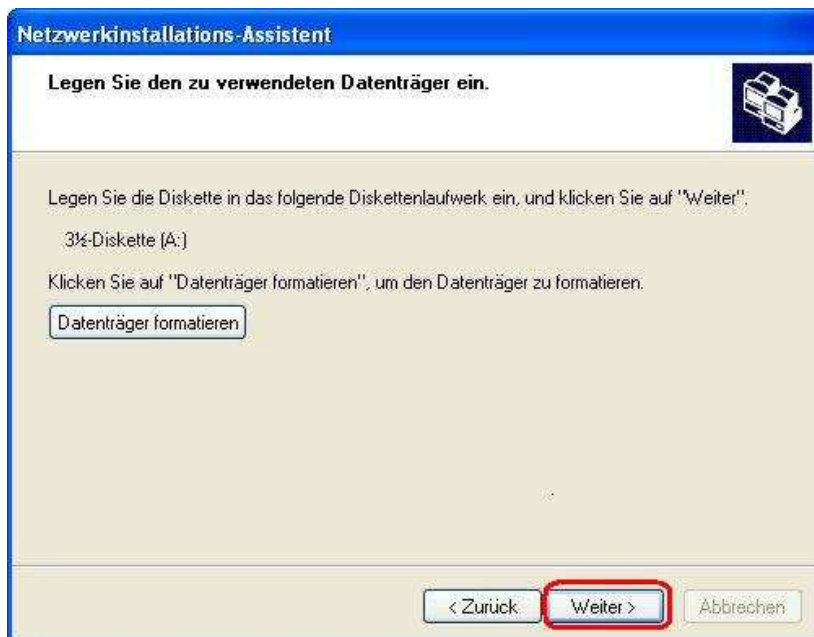 Netzwerkinstallations-Assistent
Legen Sie den zu verwendeten Datenträger ein.
Legen Sie die Diskette in das folgende Diskettenlaufwerk ein, und klicken Sie auf "Weiter".
3½-Diskette (A:)
Klicken Sie auf "Datenträger formatieren", um den Datenträger zu formatieren.
Datenträger formatieren
< Zurück
Weiter >
Abbrechen